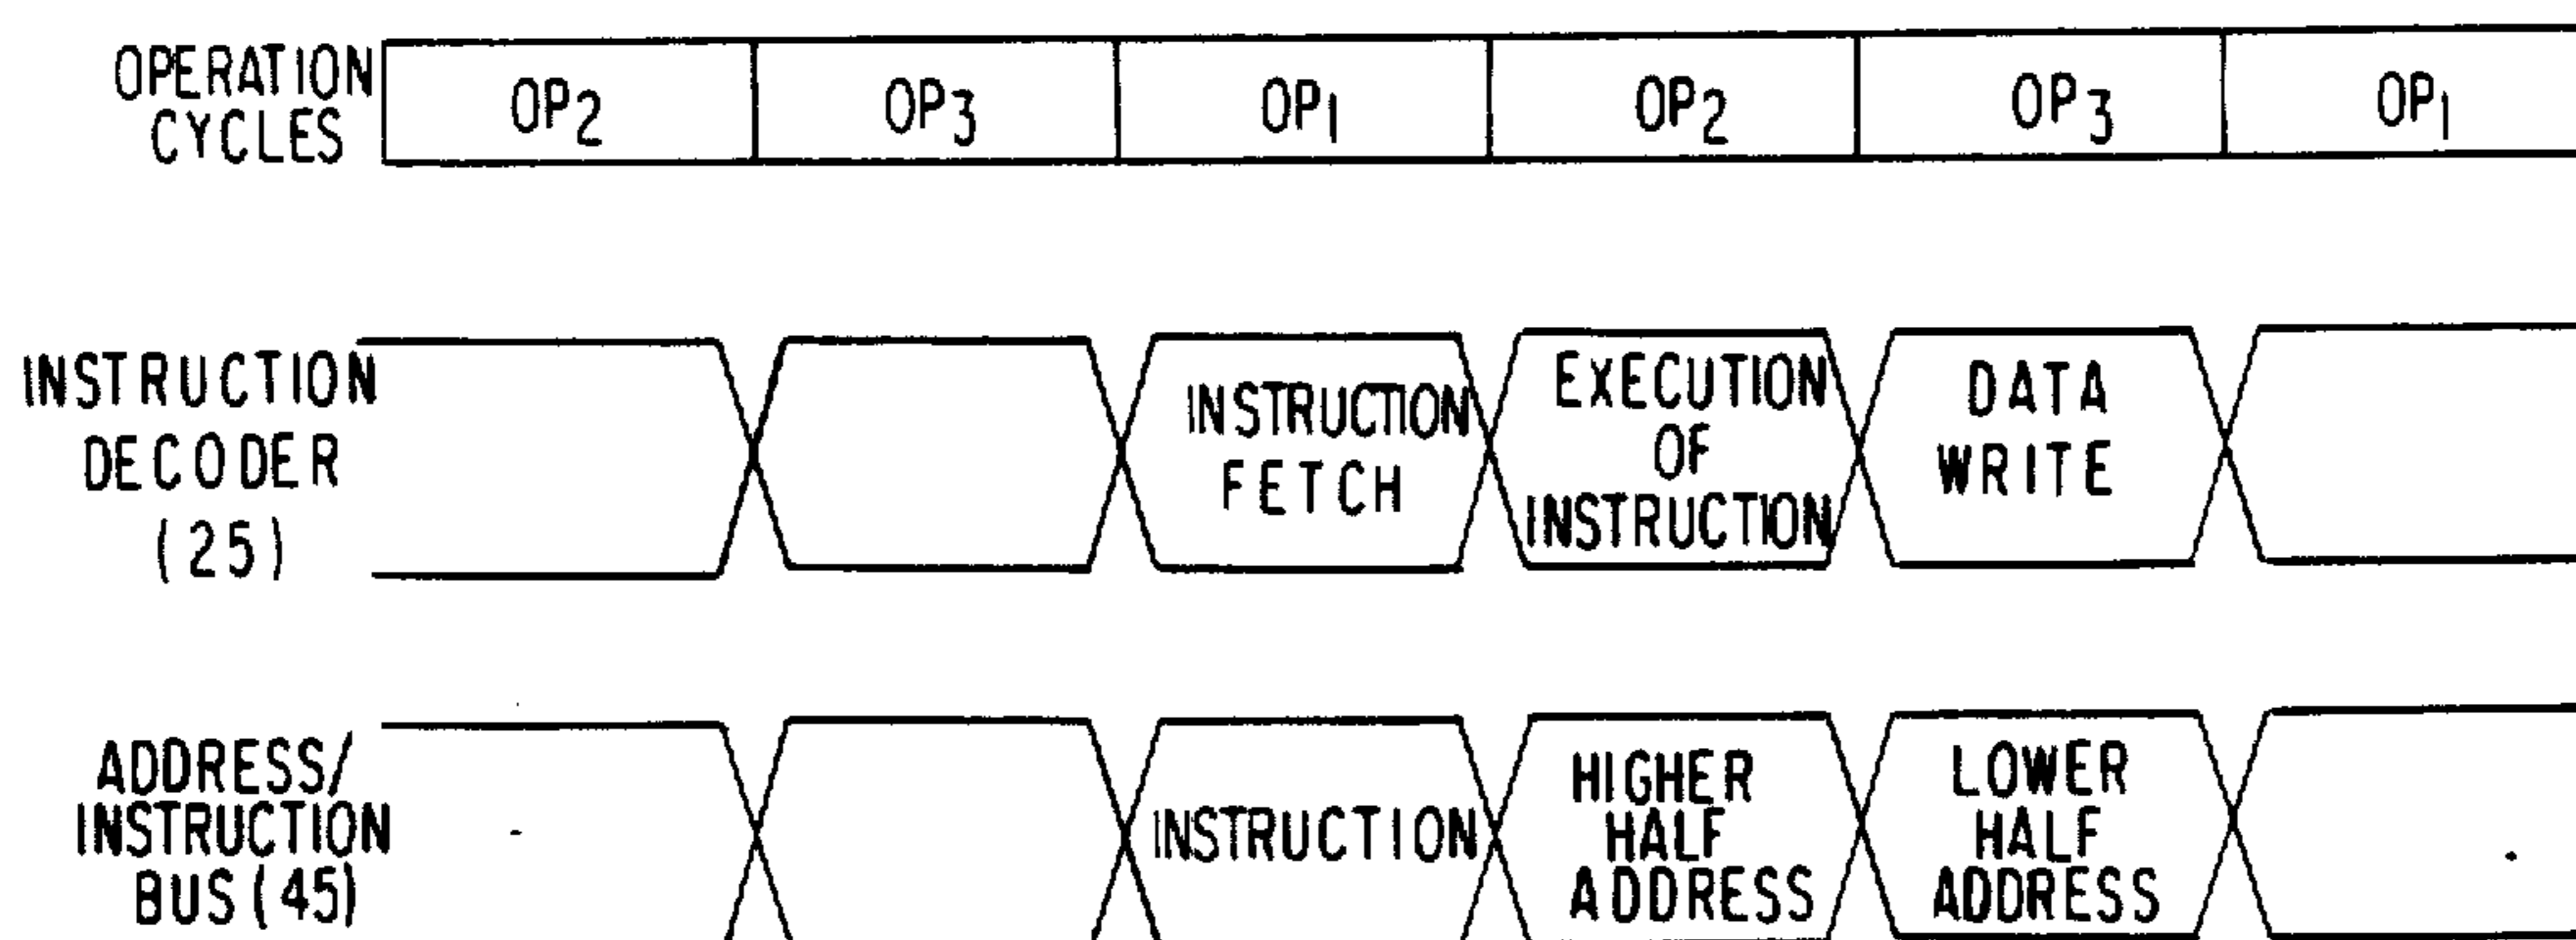 OPERATION
CYCLES
OP2 OP3 OP1 OP2 OP3 OP1
INSTRUCTION
DECODER
(25)
INSTRUCTION
FETCH
EXECUTION
OF
INSTRUCTION
DATA
WRITE
ADDRESS/
INSTRUCTION
BUS(45)
INSTRUCTION
HIGHER
HALF
ADDRESS
LOWER
HALF
ADDRESS